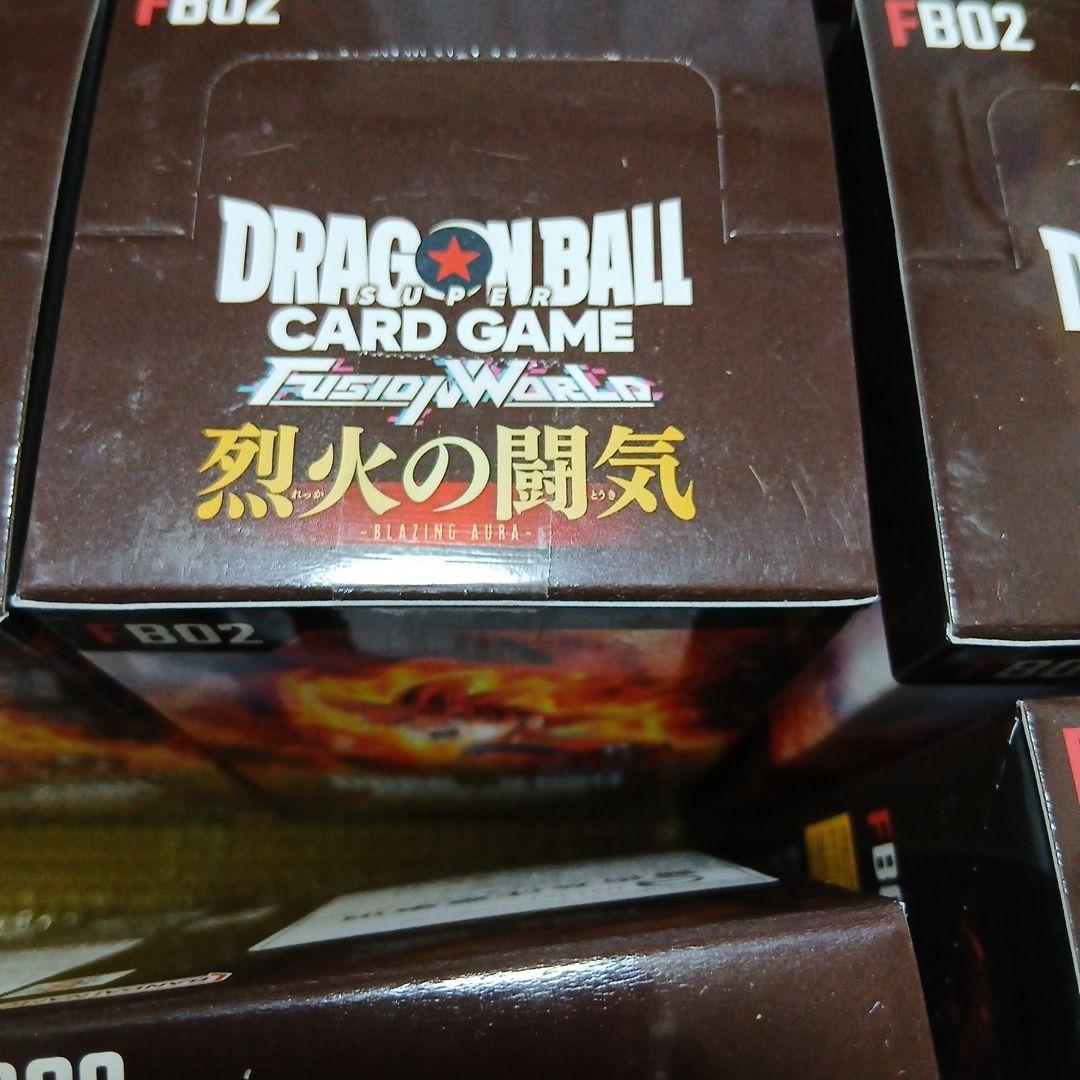 FB02
FB02
DRAGON BALL
SUPER
CARD GAME
FUSION WORLD
烈火の闘気
れっか
とうき
-BLAZING AURA-
FB02